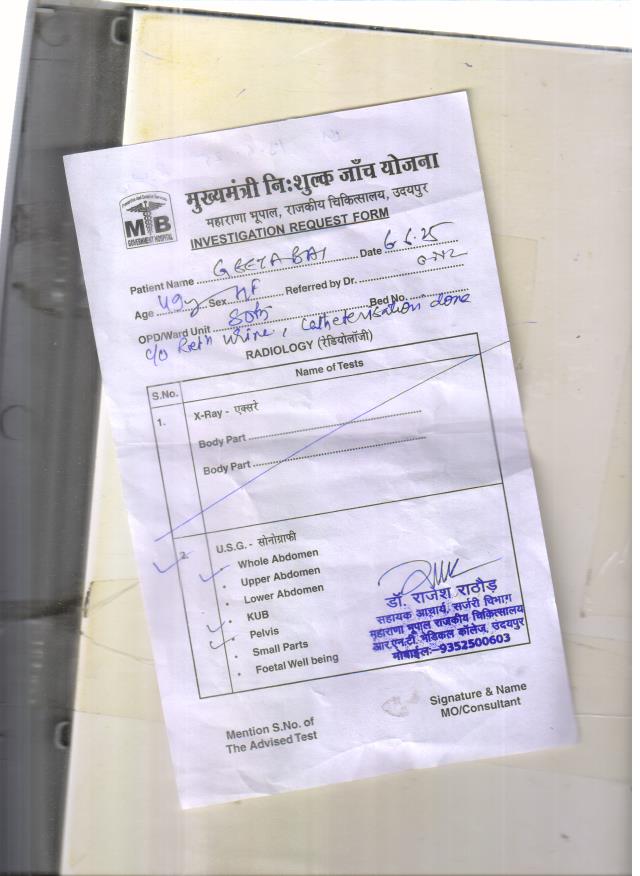 मुख्यमंत्री निःशुल्क जाँच योजना
महाराणा भूपाल, राजकीय चिकित्सालय, उदयपुर
INVESTIGATION REQUEST FORM
MB
GOVERNMENT HOSPITAL
Patient Name GEETA BAI Date 6.6.25
Age 49y Sex Referred by Dr.
OPD/Ward Unit Bed No.
c/o Reth urine, Catheterisation done
RADIOLOGY (रेडियोलॉजी)
S.No. Name of Tests
1. X-Ray - एक्सरे
Body Part
Body Part
2. U.S.G. - सोनोग्राफी
Whole Abdomen
Upper Abdomen
Lower Abdomen
KUB
Pelvis
Small Parts
Foetal Well being
डॉ. राजेश राठौड़
सहायक आचार्य, सर्जरी विभाग
महाराणा भूपाल राजकीय चिकित्सालय
आर.एन.टी. मेडिकल कॉलेज, उदयपुर
मोबाईल:-9352500603
Mention S.No. of
The Advised Test
Signature & Name
MO/Consultant